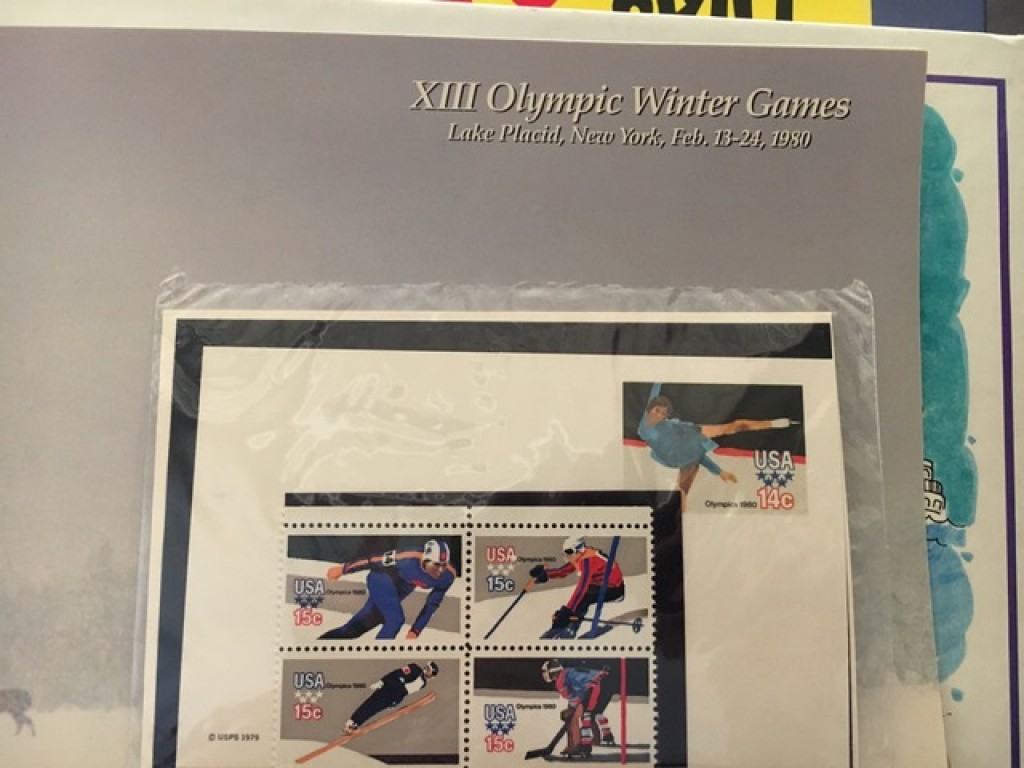 XIII Olympic Winter Games
Lake Placid, New York, Feb. 13-24, 1980
USA
Olympics 1980
14c
USA
Olympics 1980
15c
USA
Olympics 1980
15c
USA
Olympics 1980
15c
USA
Olympics 1980
15c
© USPS 1979